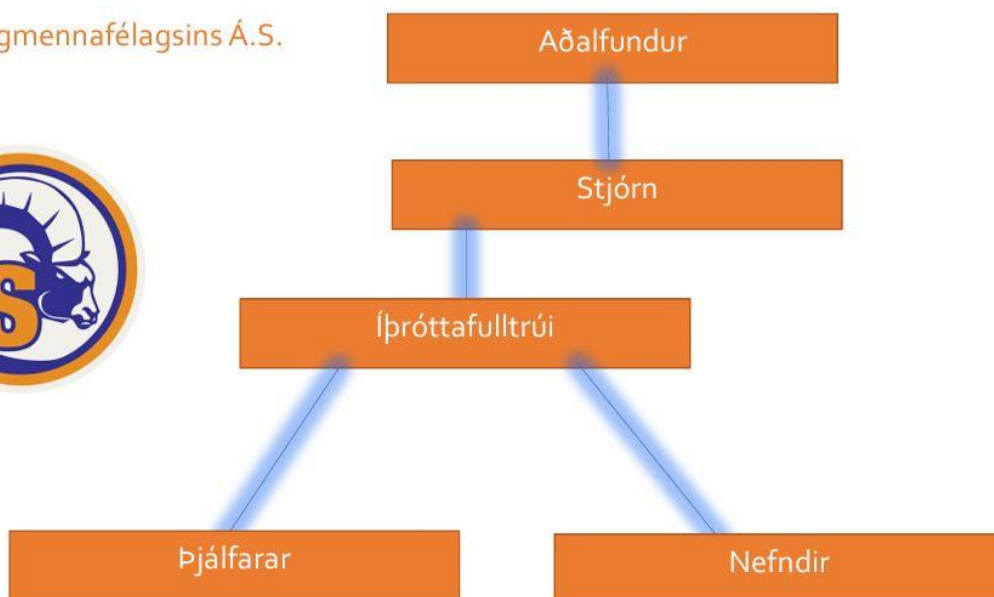 gmennafélagsins Á.S.
Aðalfundur
Stjórn
S
Íþróttafulltrúi
Þjálfarar
Nefndir